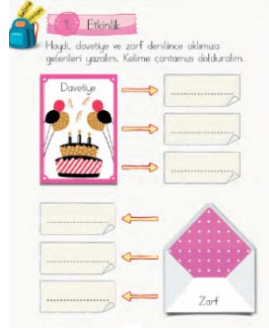 1. Etkinlik
Haydi, davetiye ve zarf denilince aklımıza
gelenleri yazalım. Kelime çantamızı dolduralım.
Davetiye
Zarf